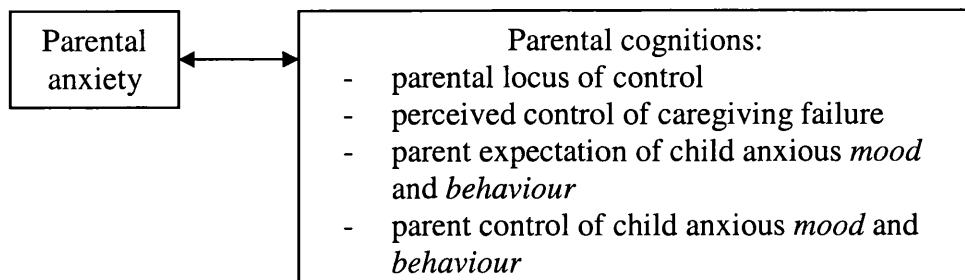 Parental
anxiety
Parental cognitions:
- parental locus of control
- perceived control of caregiving failure
- parent expectation of child anxious mood
and behaviour
- parent control of child anxious mood and
behaviour